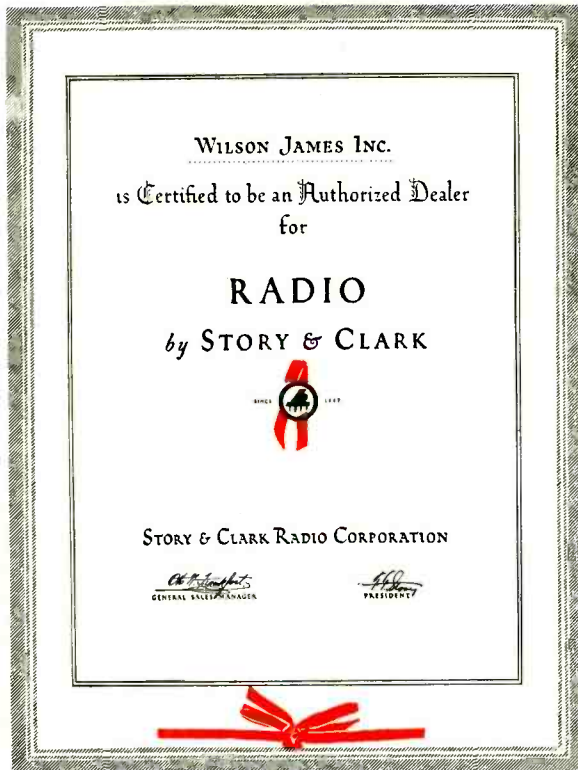 WILSON JAMES INC.
is Certified to be an Authorized Dealer
for
RADIO
by STORY & CLARK
SINCE
STORY & CLARK RADIO CORPORATION
GENERAL SALES MANAGER
PRESIDENT